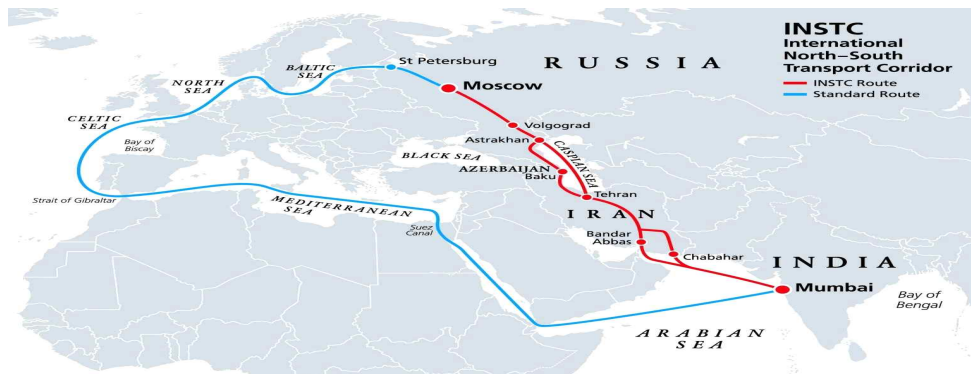 INSTC
International
North–South
Transport Corridor
INSTC Route
Standard Route
St Petersburg
RUSSIA
BALTIC
SEA
NORTH
SEA
Moscow
CELTIC
SEA
Volgograd
Astrakhan
Bay of
Biscay
CASPIAN SEA
BLACK SEA
AZERBAIJAN
Baku
Tehran
Strait of Gibraltar
MEDITERRANEAN
SEA
IRAN
Suez
Canal
Bandar
Abbas
Chabahar
INDIA
Mumbai
Bay of
Bengal
ARABIAN
SEA